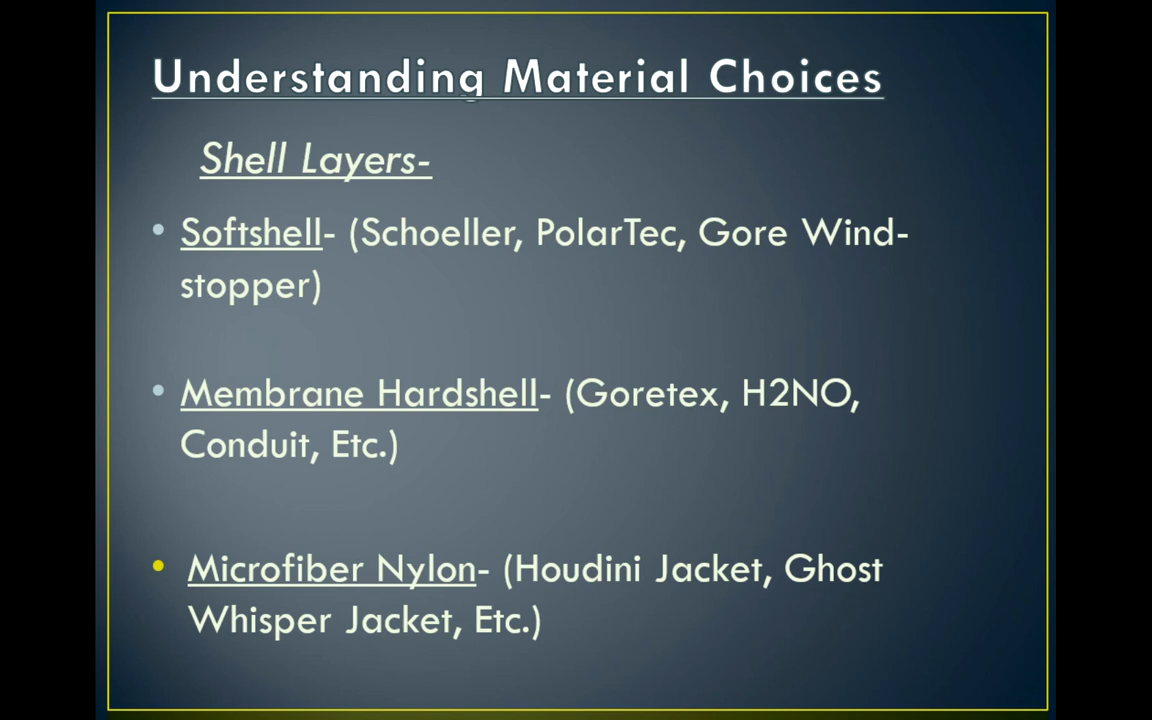 Understanding Material Choices
Shell Layers-
• Softshell- (Schoeller, PolarTec, Gore Wind-
stopper)
• Membrane Hardshell- (Goretex, H2NO,
Conduit, Etc.)
• Microfiber Nylon- (Houdini Jacket, Ghost
Whisper Jacket, Etc.)